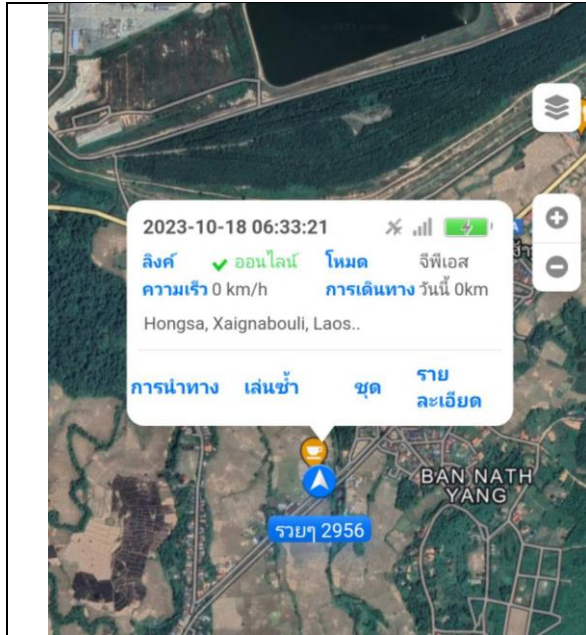 2023-10-18 06:33:21
ลิงค์ ออนไลน์ โหมด จีพีเอส
ความเร็ว 0 km/h การเดินทาง วันนี้ 0km
Hongsa, Xaignabouli, Laos..
การนำทาง เล่นซ้ำ ชุด ราย
ละเอียด
BAN NATH
YANG
รวยๆ 2956